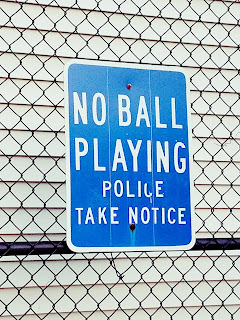 NO BALL
PLAYING
POLICE
TAKE NOTICE